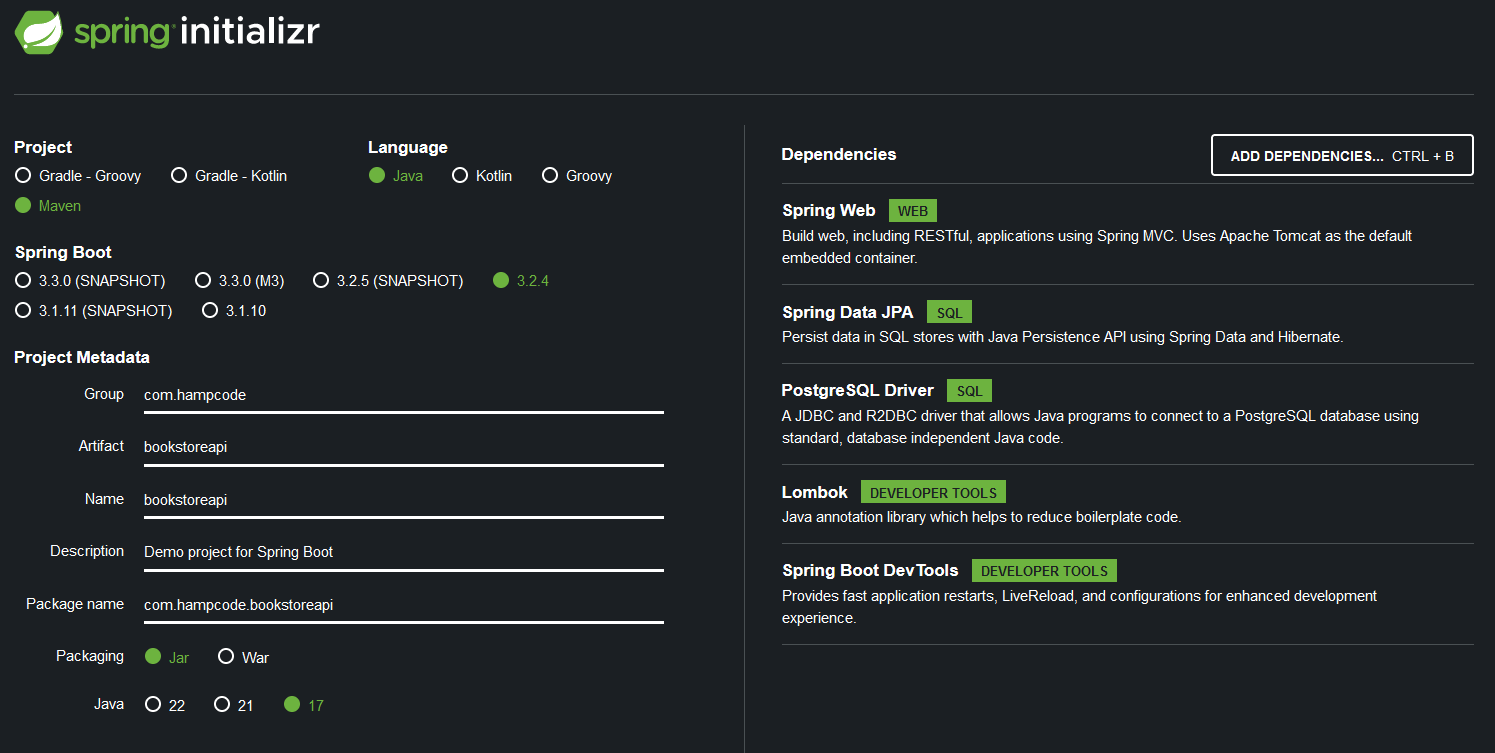 spring initializr
Project
Gradle - Groovy Gradle - Kotlin
Maven
Language
Java Kotlin Groovy
Spring Boot
3.3.0 (SNAPSHOT) 3.3.0 (M3) 3.2.5 (SNAPSHOT) 3.2.4
3.1.11 (SNAPSHOT) 3.1.10
Project Metadata
Group com.hampcode
Artifact bookstoreapi
Name bookstoreapi
Description Demo project for Spring Boot
Package name com.hampcode.bookstoreapi
Packaging Jar War
Java 22 21 17
Dependencies ADD DEPENDENCIES... CTRL + B
Spring Web WEB
Build web, including RESTful, applications using Spring MVC. Uses Apache Tomcat as the default
embedded container.
Spring Data JPA SQL
Persist data in SQL stores with Java Persistence API using Spring Data and Hibernate.
PostgreSQL Driver SQL
A JDBC and R2DBC driver that allows Java programs to connect to a PostgreSQL database using
standard, database independent Java code.
Lombok DEVELOPER TOOLS
Java annotation library which helps to reduce boilerplate code.
Spring Boot DevTools DEVELOPER TOOLS
Provides fast application restarts, LiveReload, and configurations for enhanced development
experience.